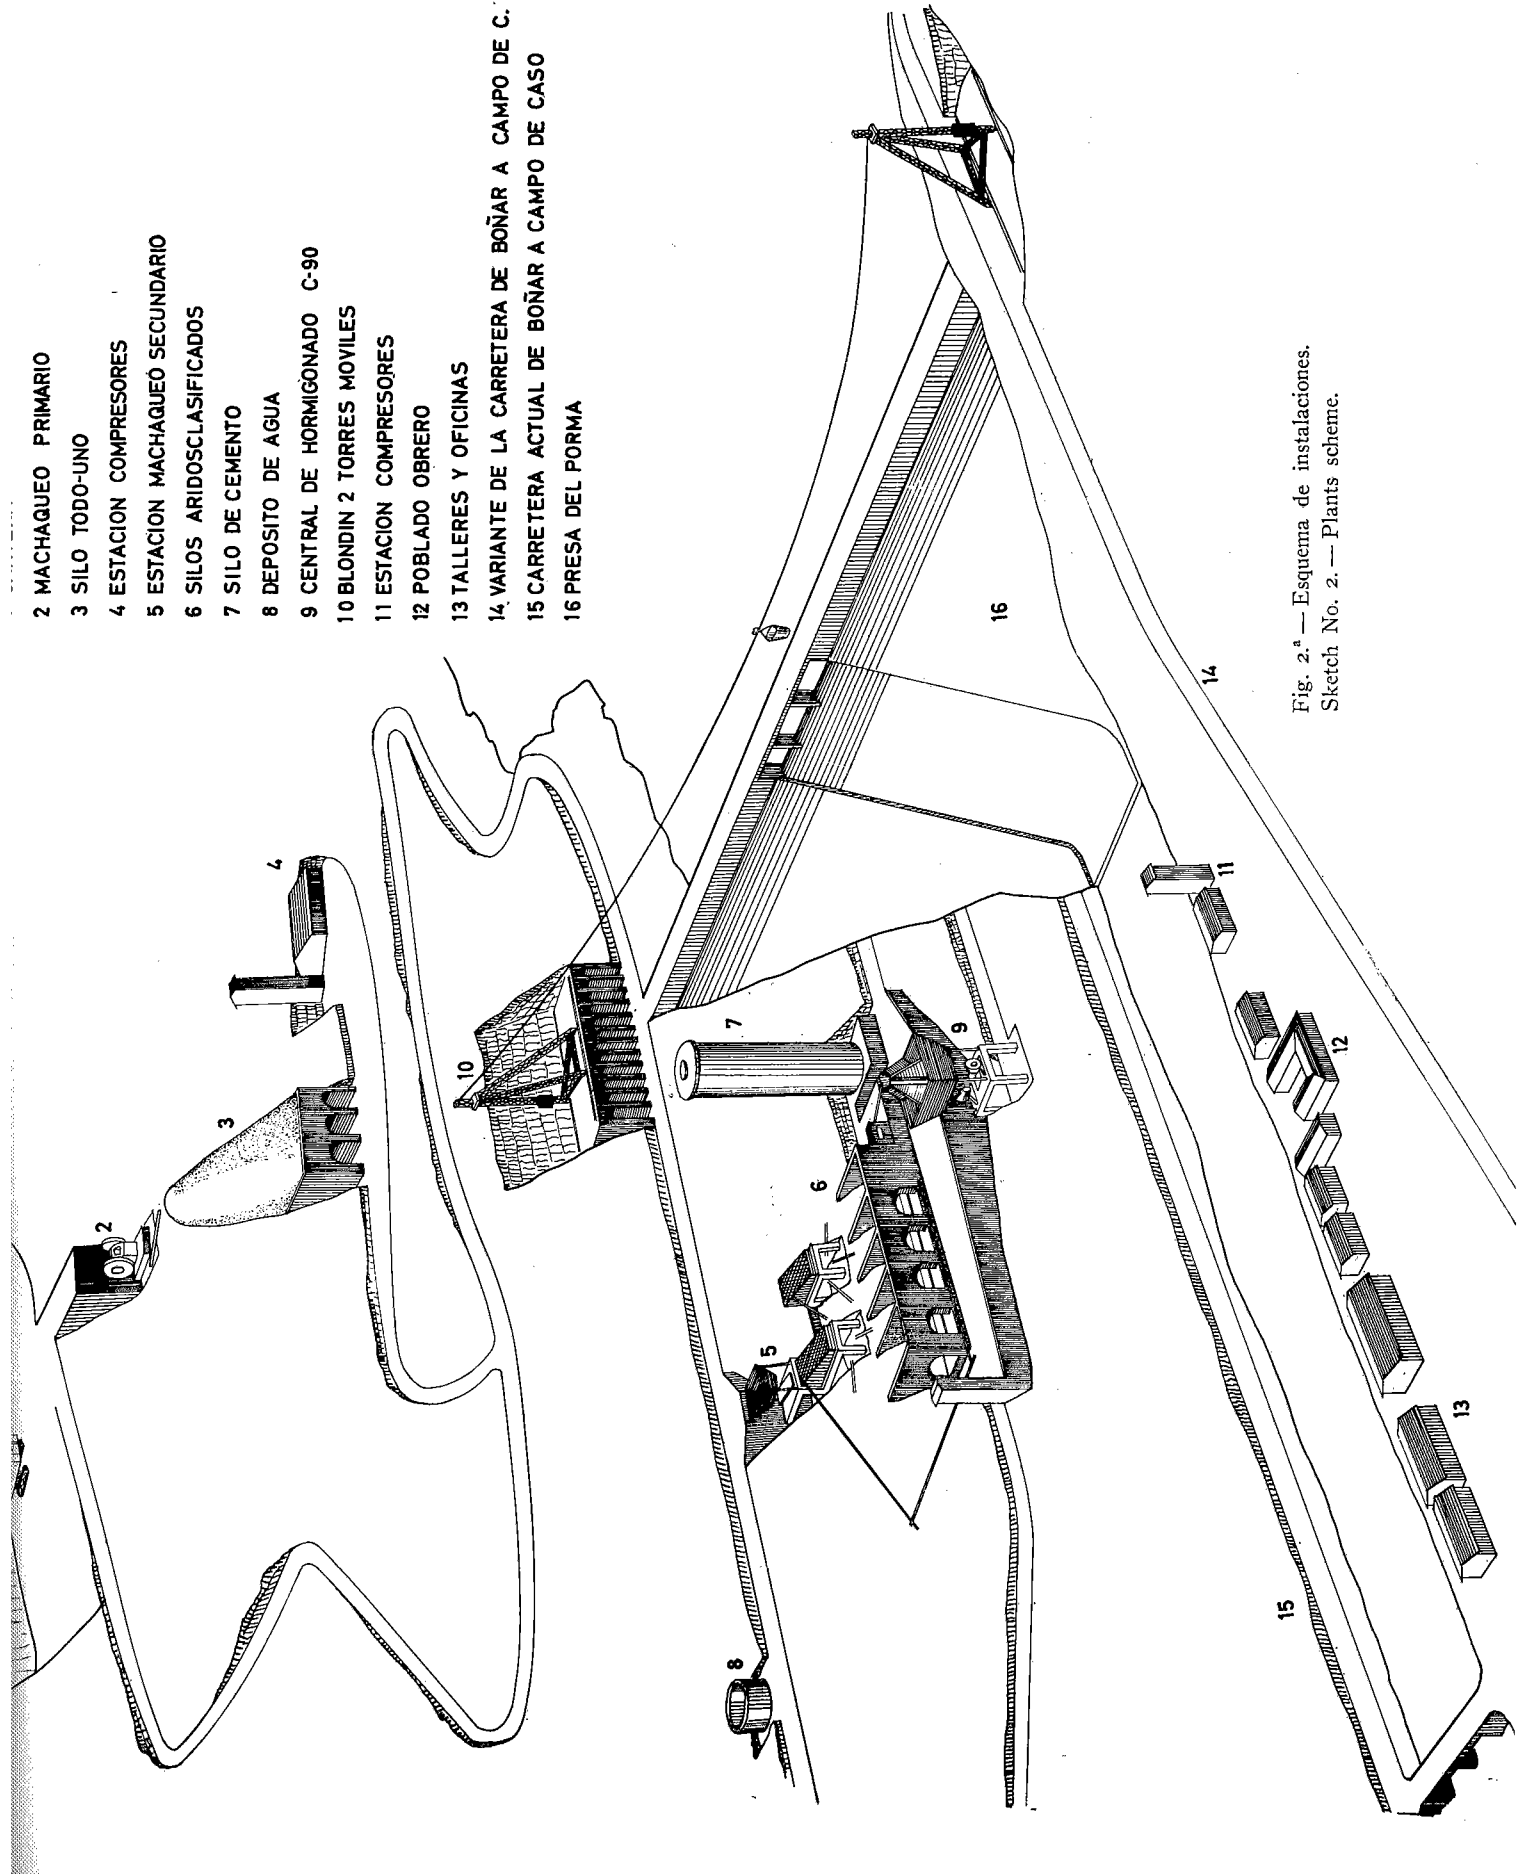 2 MACHAQUEO PRIMARIO
3 SILO TODO-UNO
4 ESTACION COMPRESORES
5 ESTACION MACHAQUEO SECUNDARIO
6 SILOS ARIDOSCLASIFICADOS
7 SILO DE CEMENTO
8 DEPOSITO DE AGUA
9 CENTRAL DE HORMIGONADO C-90
10 BLONDIN 2 TORRES MOVILES
11 ESTACION COMPRESORES
12 POBLADO OBRERO
13 TALLERES Y OFICINAS
14 VARIANTE DE LA CARRETERA DE BOÑAR A CAMPO DE C.
15 CARRETERA ACTUAL DE BOÑAR A CAMPO DE CASO
16 PRESA DEL PORMA
2
3
4
10
5
6
7
8
9
16
11
12
13
14
15
Fig. 2.ª — Esquema de instalaciones.
Sketch No. 2. — Plants scheme.